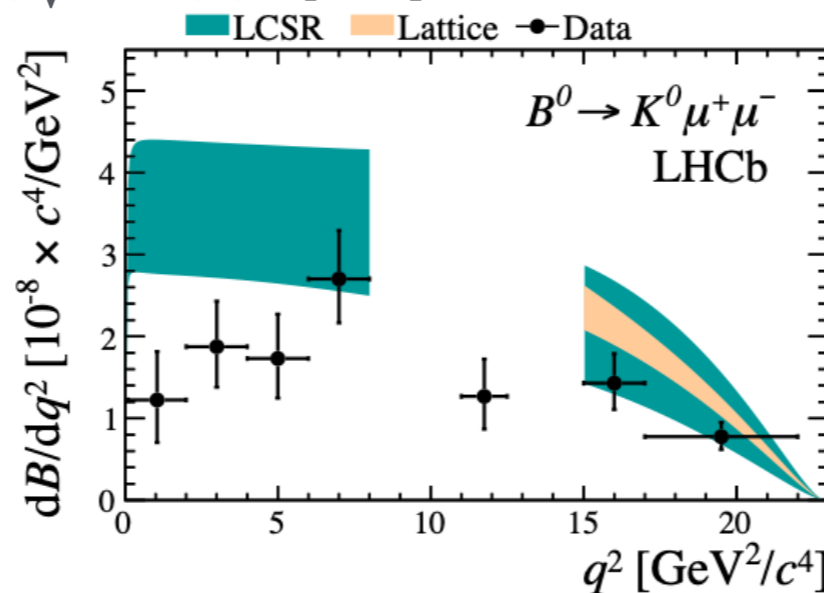 LCSR Lattice Data
B⁰ → K⁰μ⁺μ⁻
LHCb
dB/dq² [10⁻⁸ × c⁴/GeV²]
5
4
3
2
1
0
0 5 10 15 20
q² [GeV²/c⁴]